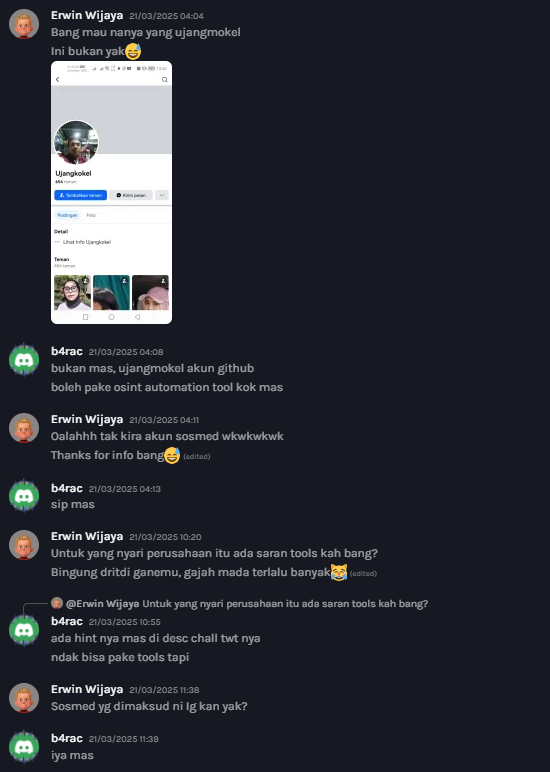 Erwin Wijaya 21/03/2025 04:04
Bang mau nanya yang ujangmokel
Ini bukan yak😅
Ujangkokel
454 teman
Tambahkan teman
Kirim pesan
Postingan Foto
Detail
Lihat Info Ujangkokel
Teman
454 teman
b4rac 21/03/2025 04:08
bukan mas, ujangmokel akun github
boleh pake osint automation tool kok mas
Erwin Wijaya 21/03/2025 04:11
Oalahhh tak kira akun sosmed wkwkwkwk
Thanks for info bang😅 (edited)
b4rac 21/03/2025 04:13
sip mas
Erwin Wijaya 21/03/2025 10:20
Untuk yang nyari perusahaan itu ada saran tools kah bang?
Bingung dritdi ganemu, gajah mada terlalu banyak😹 (edited)
@Erwin Wijaya Untuk yang nyari perusahaan itu ada saran tools kah bang?
b4rac 21/03/2025 10:55
ada hint nya mas di desc chall twt nya
ndak bisa pake tools tapi
Erwin Wijaya 21/03/2025 11:38
Sosmed yg dimaksud ni Ig kan yak?
b4rac 21/03/2025 11:39
iya mas